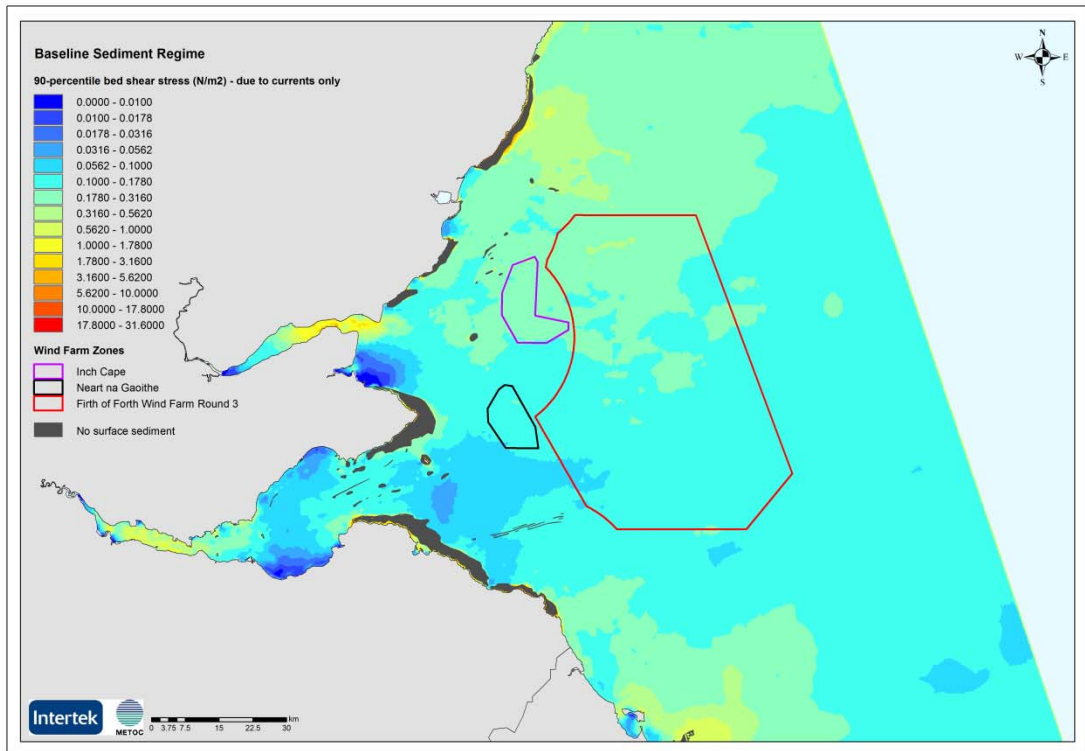 Baseline Sediment Regime
90-percentile bed shear stress (N/m2) - due to currents only
0.0000 - 0.0100
0.0100 - 0.0178
0.0178 - 0.0316
0.0316 - 0.0562
0.0562 - 0.1000
0.1000 - 0.1780
0.1780 - 0.3160
0.3160 - 0.5620
0.5620 - 1.0000
1.0000 - 1.7800
1.7800 - 3.1600
3.1600 - 5.6200
5.6200 - 10.0000
10.0000 - 17.8000
17.8000 - 31.6000
Wind Farm Zones
Inch Cape
Neart na Gaoithe
Firth of Forth Wind Farm Round 3
No surface sediment
N
W E
S
Intertek
METOC
km
0 3.75 7.5 15 22.5 30